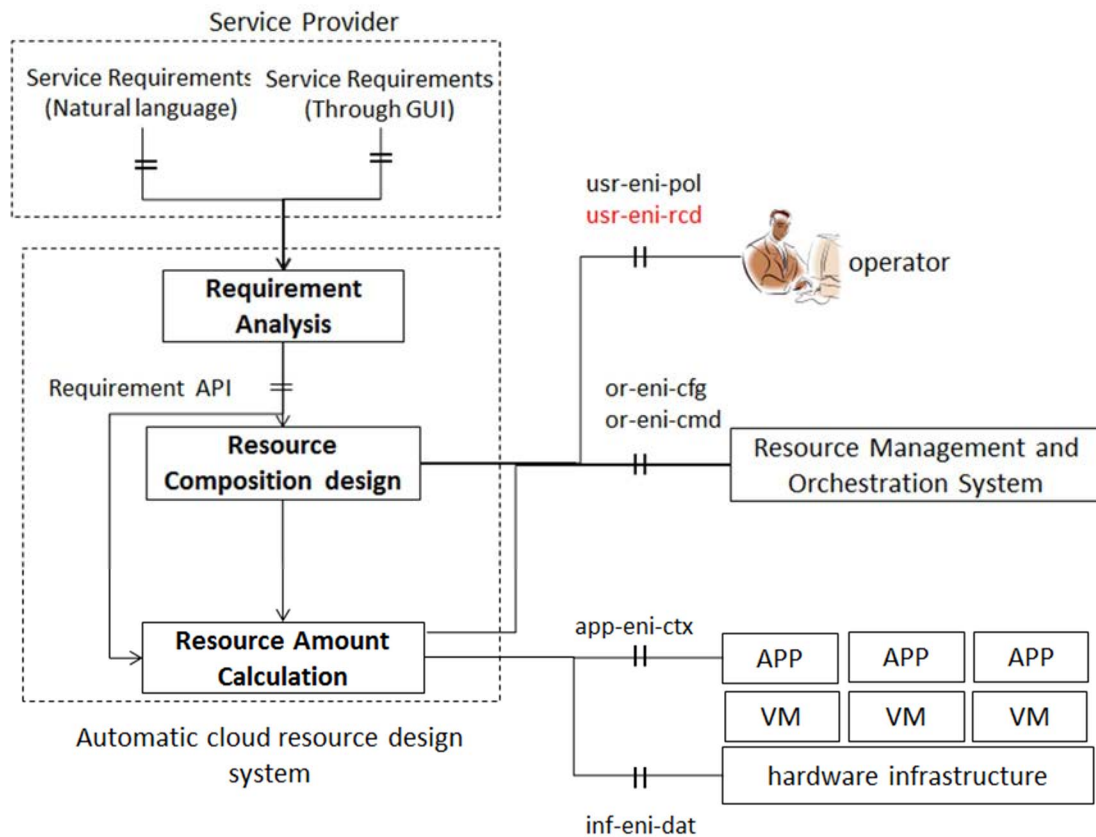 Service Provider
Service Requirements
(Natural language)
Service Requirements
(Through GUI)
usr-eni-pol
usr-eni-rcd
operator
Requirement
Analysis
Requirement API
or-eni-cfg
or-eni-cmd
Resource
Composition design
Resource Management and
Orchestration System
app-eni-ctx
Resource Amount
Calculation
APP
APP
APP
VM
VM
VM
Automatic cloud resource design
system
hardware infrastructure
inf-eni-dat